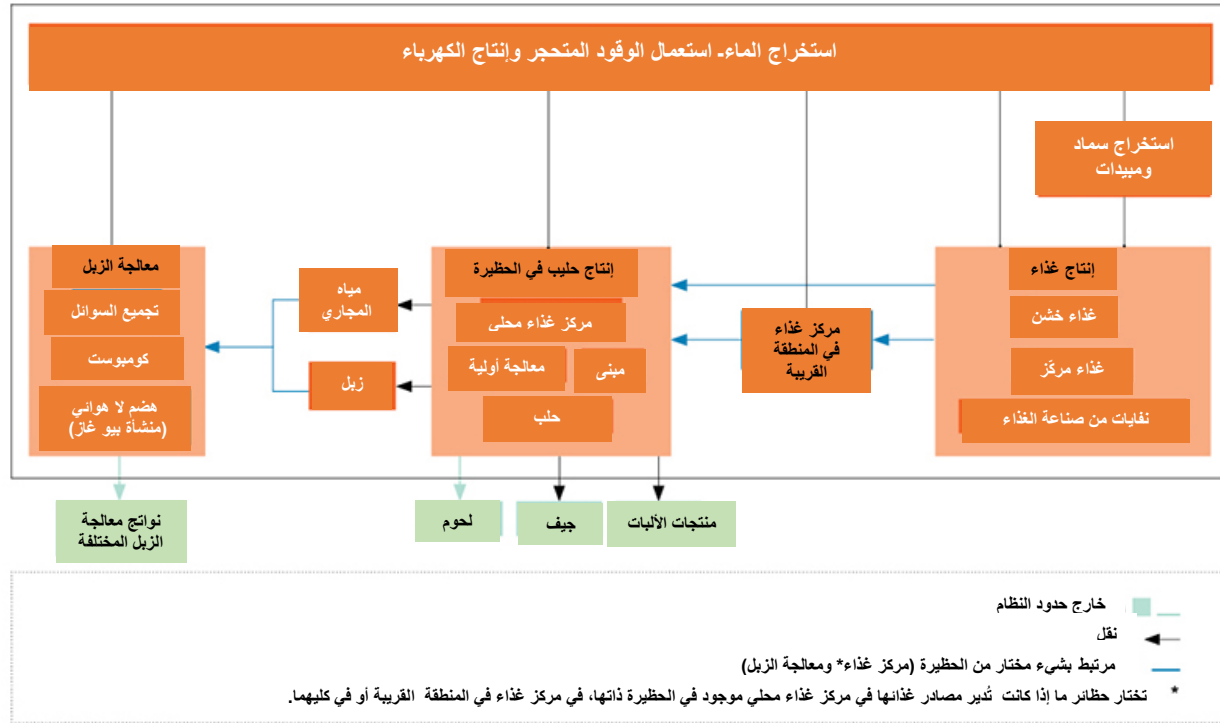 استخراج الماء- استعمال الوقود المتحجر وإنتاج الكهرباء
استخراج سماد
ومبيدات
إنتاج غذاء
غذاء خشن
غذاء مركّز
نفايات من صناعة الغذاء
مركز غذاء
في المنطقة
القريبة
إنتاج حليب في الحظيرة
مركز غذاء محلى
مبنى
معالجة أولية
حلب
مياه
المجاري
زبل
معالجة الزبل
تجميع السوائل
كومبوست
هضم لا هوائي
(منشأة بيو غاز)
منتجات الألبات
جيف
لحوم
نواتج معالجة
الزبل المختلفة
خارج حدود النظام
نقل
مرتبط بشيء مختار من الحظيرة (مركز غذاء* ومعالجة الزبل)
* تختار حظائر ما إذا كانت تُدير مصادر غذائها في مركز غذاء محلي موجود في الحظيرة ذاتها، في مركز غذاء في المنطقة القريبة أو في كليهما.